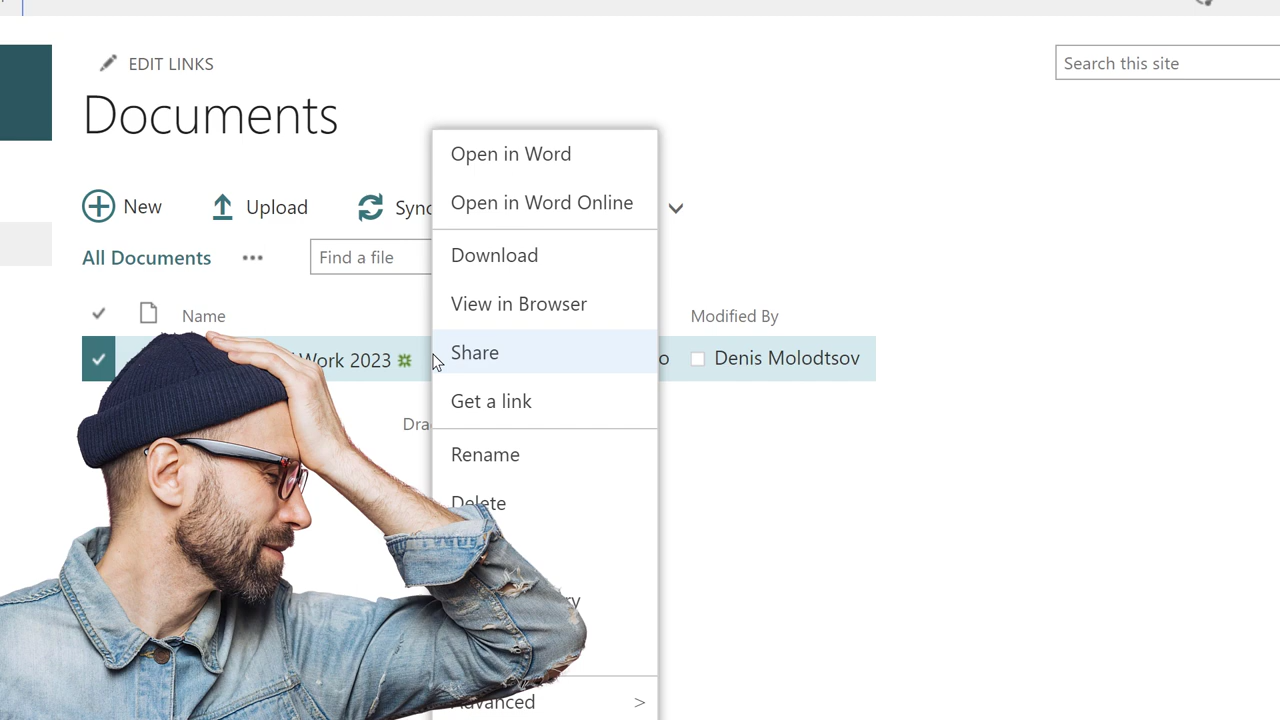 EDIT LINKS
Search this site
Documents
New
Upload
Sync
All Documents
Find a file
Name
Modified By
Work 2023
Denis Molodtsov
Open in Word
Open in Word Online
Download
View in Browser
Share
Get a link
Rename
Delete
Advanced >